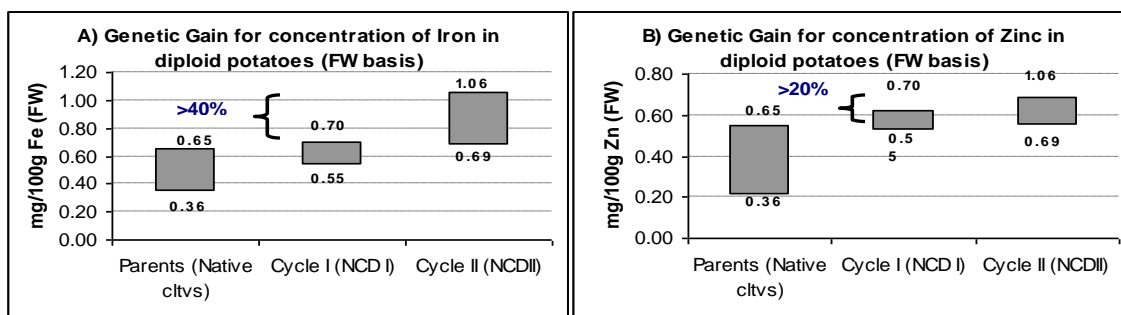 A) Genetic Gain for concentration of Iron in
diploid potatoes (FW basis)
mg/100g Fe (FW)
1.20
1.00
0.80
0.60
0.40
0.20
0.00
>40%
0.65
0.36
0.70
0.55
1.06
0.69
Parents (Native
cltvs)
Cycle I (NCD I)
Cycle II (NCDII)
B) Genetic Gain for concentration of Zinc in
diploid potatoes (FW basis)
mg/100g Zn (FW)
0.80
0.60
0.40
0.20
0.00
>20%
0.65
0.36
0.70
0.5
5
1.06
0.69
Parents (Native
cltvs)
Cycle I (NCD I)
Cycle II (NCDII)